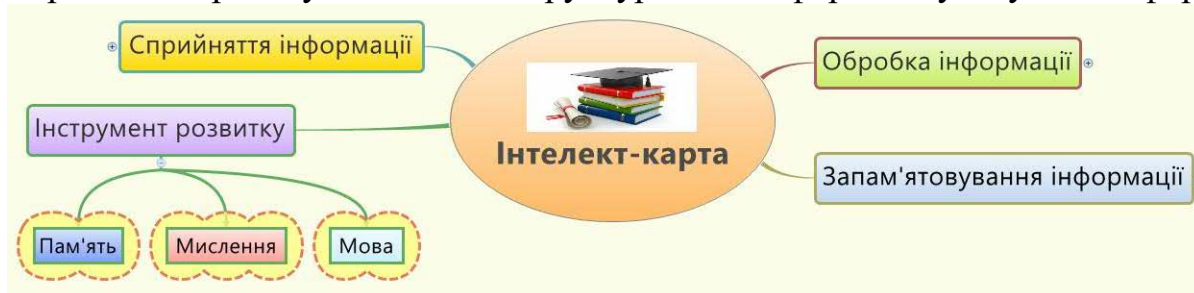 Сприйняття інформації
Обробка інформації
Інструмент розвитку
Інтелект-карта
Запам'ятовування інформації
Пам'ять
Мислення
Мова